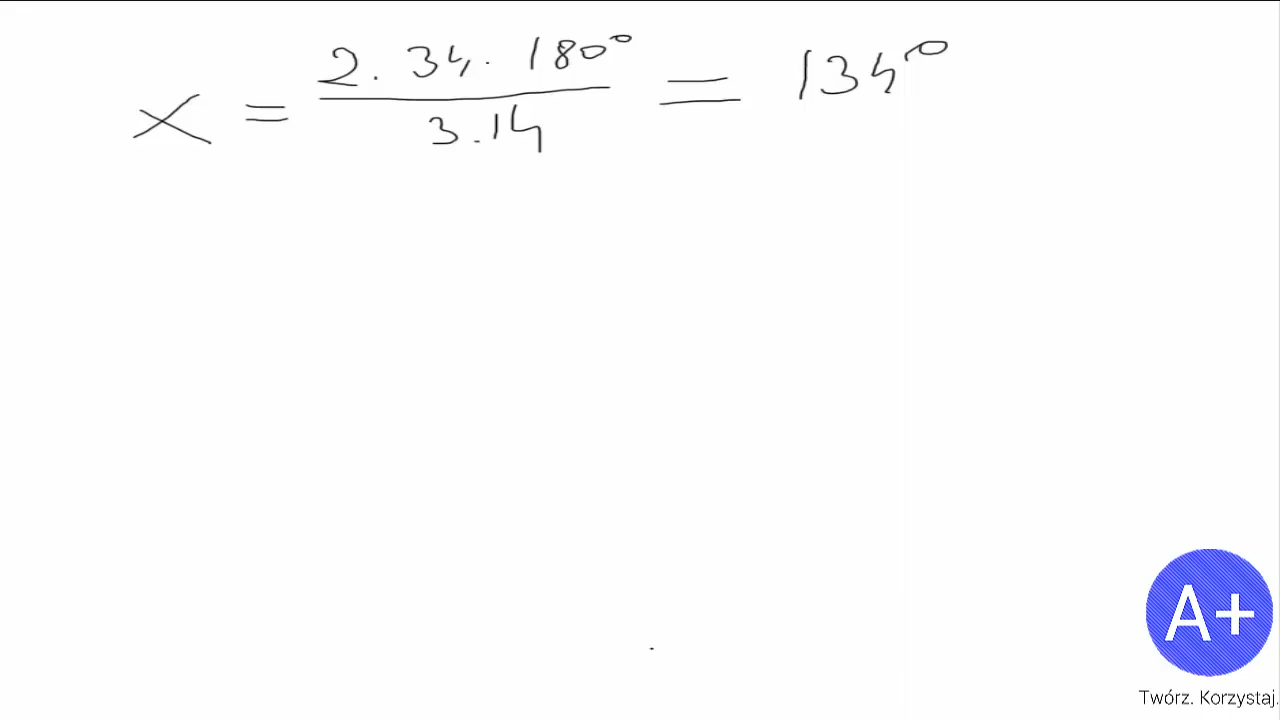 x = 2.34·180° / 3.14 = 134°
A+
Twórz. Korzystaj.